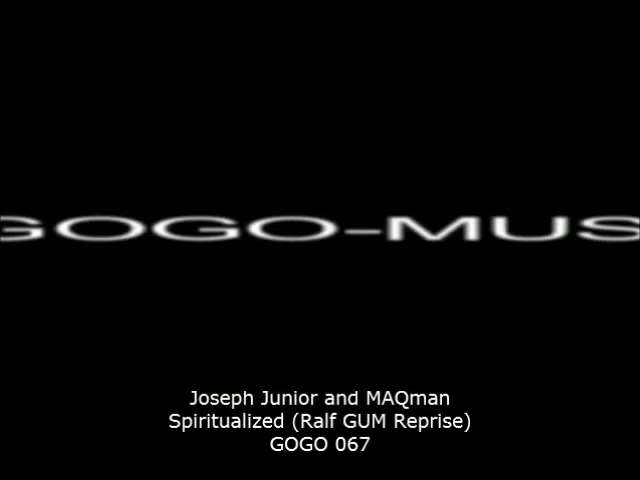 GOGO-MUS
Joseph Junior and MAQman
Spiritualized (Ralf GUM Reprise)
GOGO 067